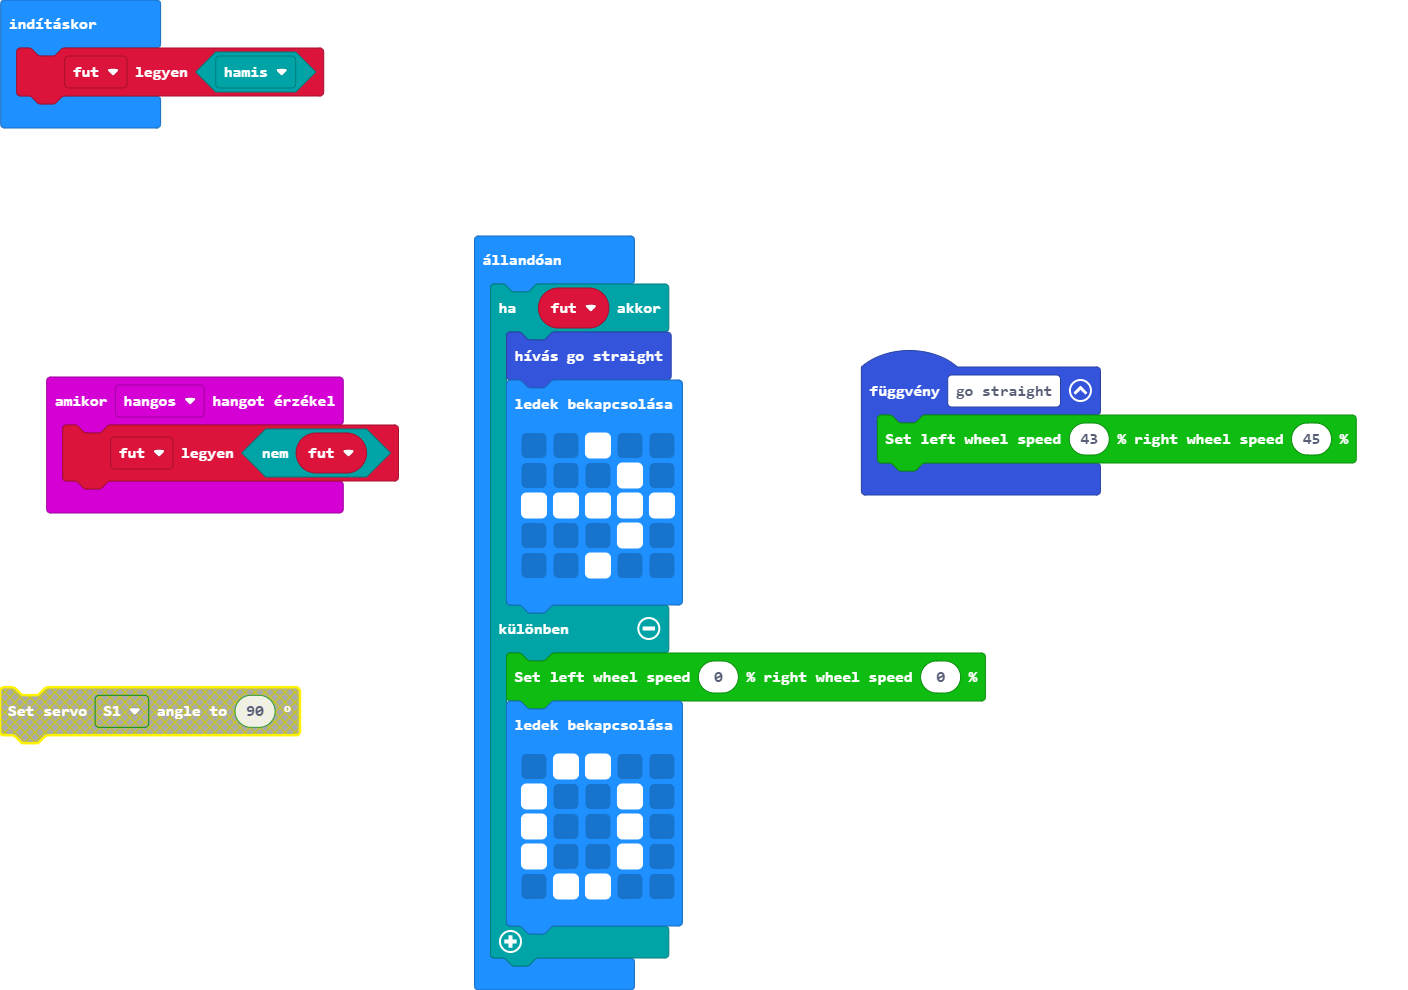 indításkor
fut legyen hamis
állandóan
ha fut akkor
hívás go straight
ledek bekapcsolása
amikor hangos hangot érzékel
fut legyen nem fut
függvény go straight
Set left wheel speed 43 % right wheel speed 45 %
különben
Set left wheel speed 0 % right wheel speed 0 %
ledek bekapcsolása
Set servo S1 angle to 90 °